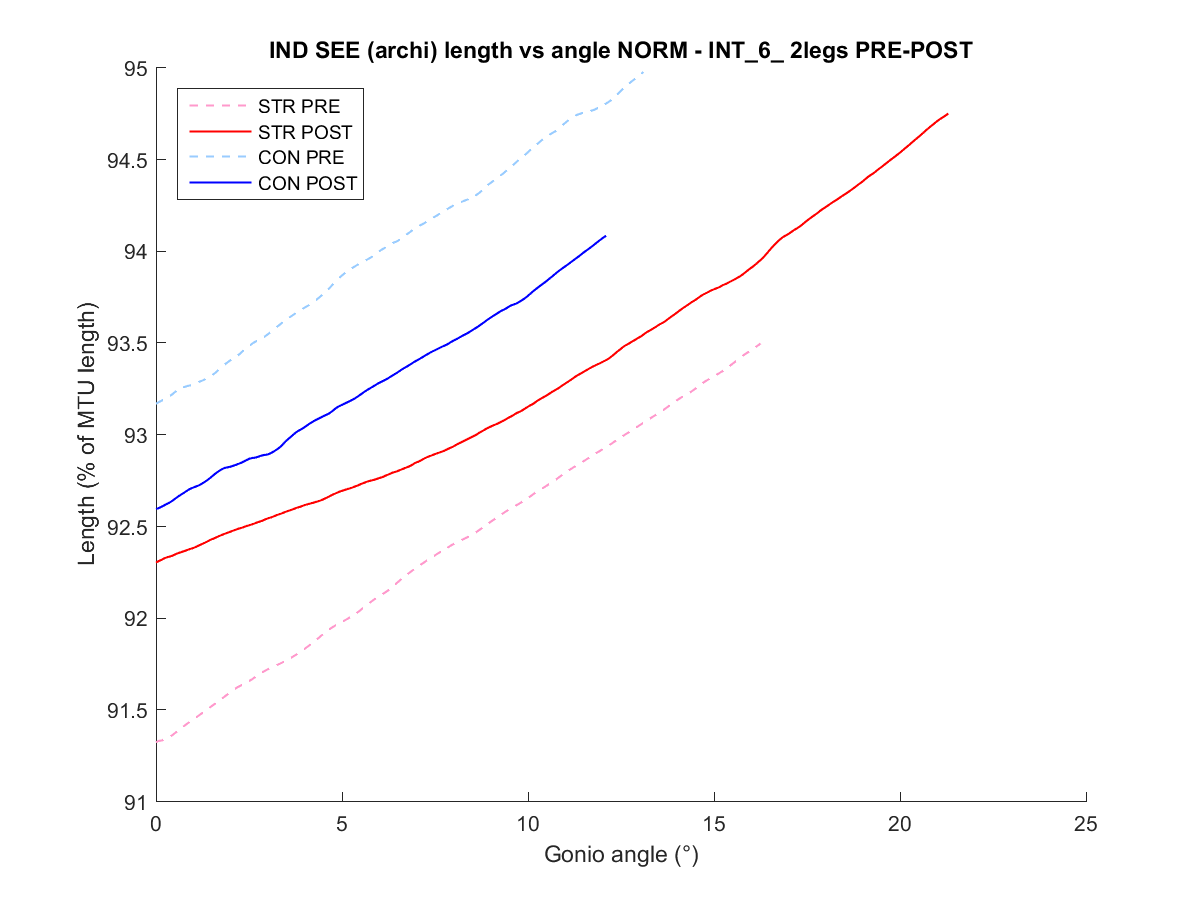 IND SEE (archi) length vs angle NORM - INT_6_ 2legs PRE-POST
95
94.5
94
93.5
93
92.5
92
91.5
91
Length (% of MTU length)
STR PRE
STR POST
CON PRE
CON POST
0
5
10
15
20
25
Gonio angle (°)